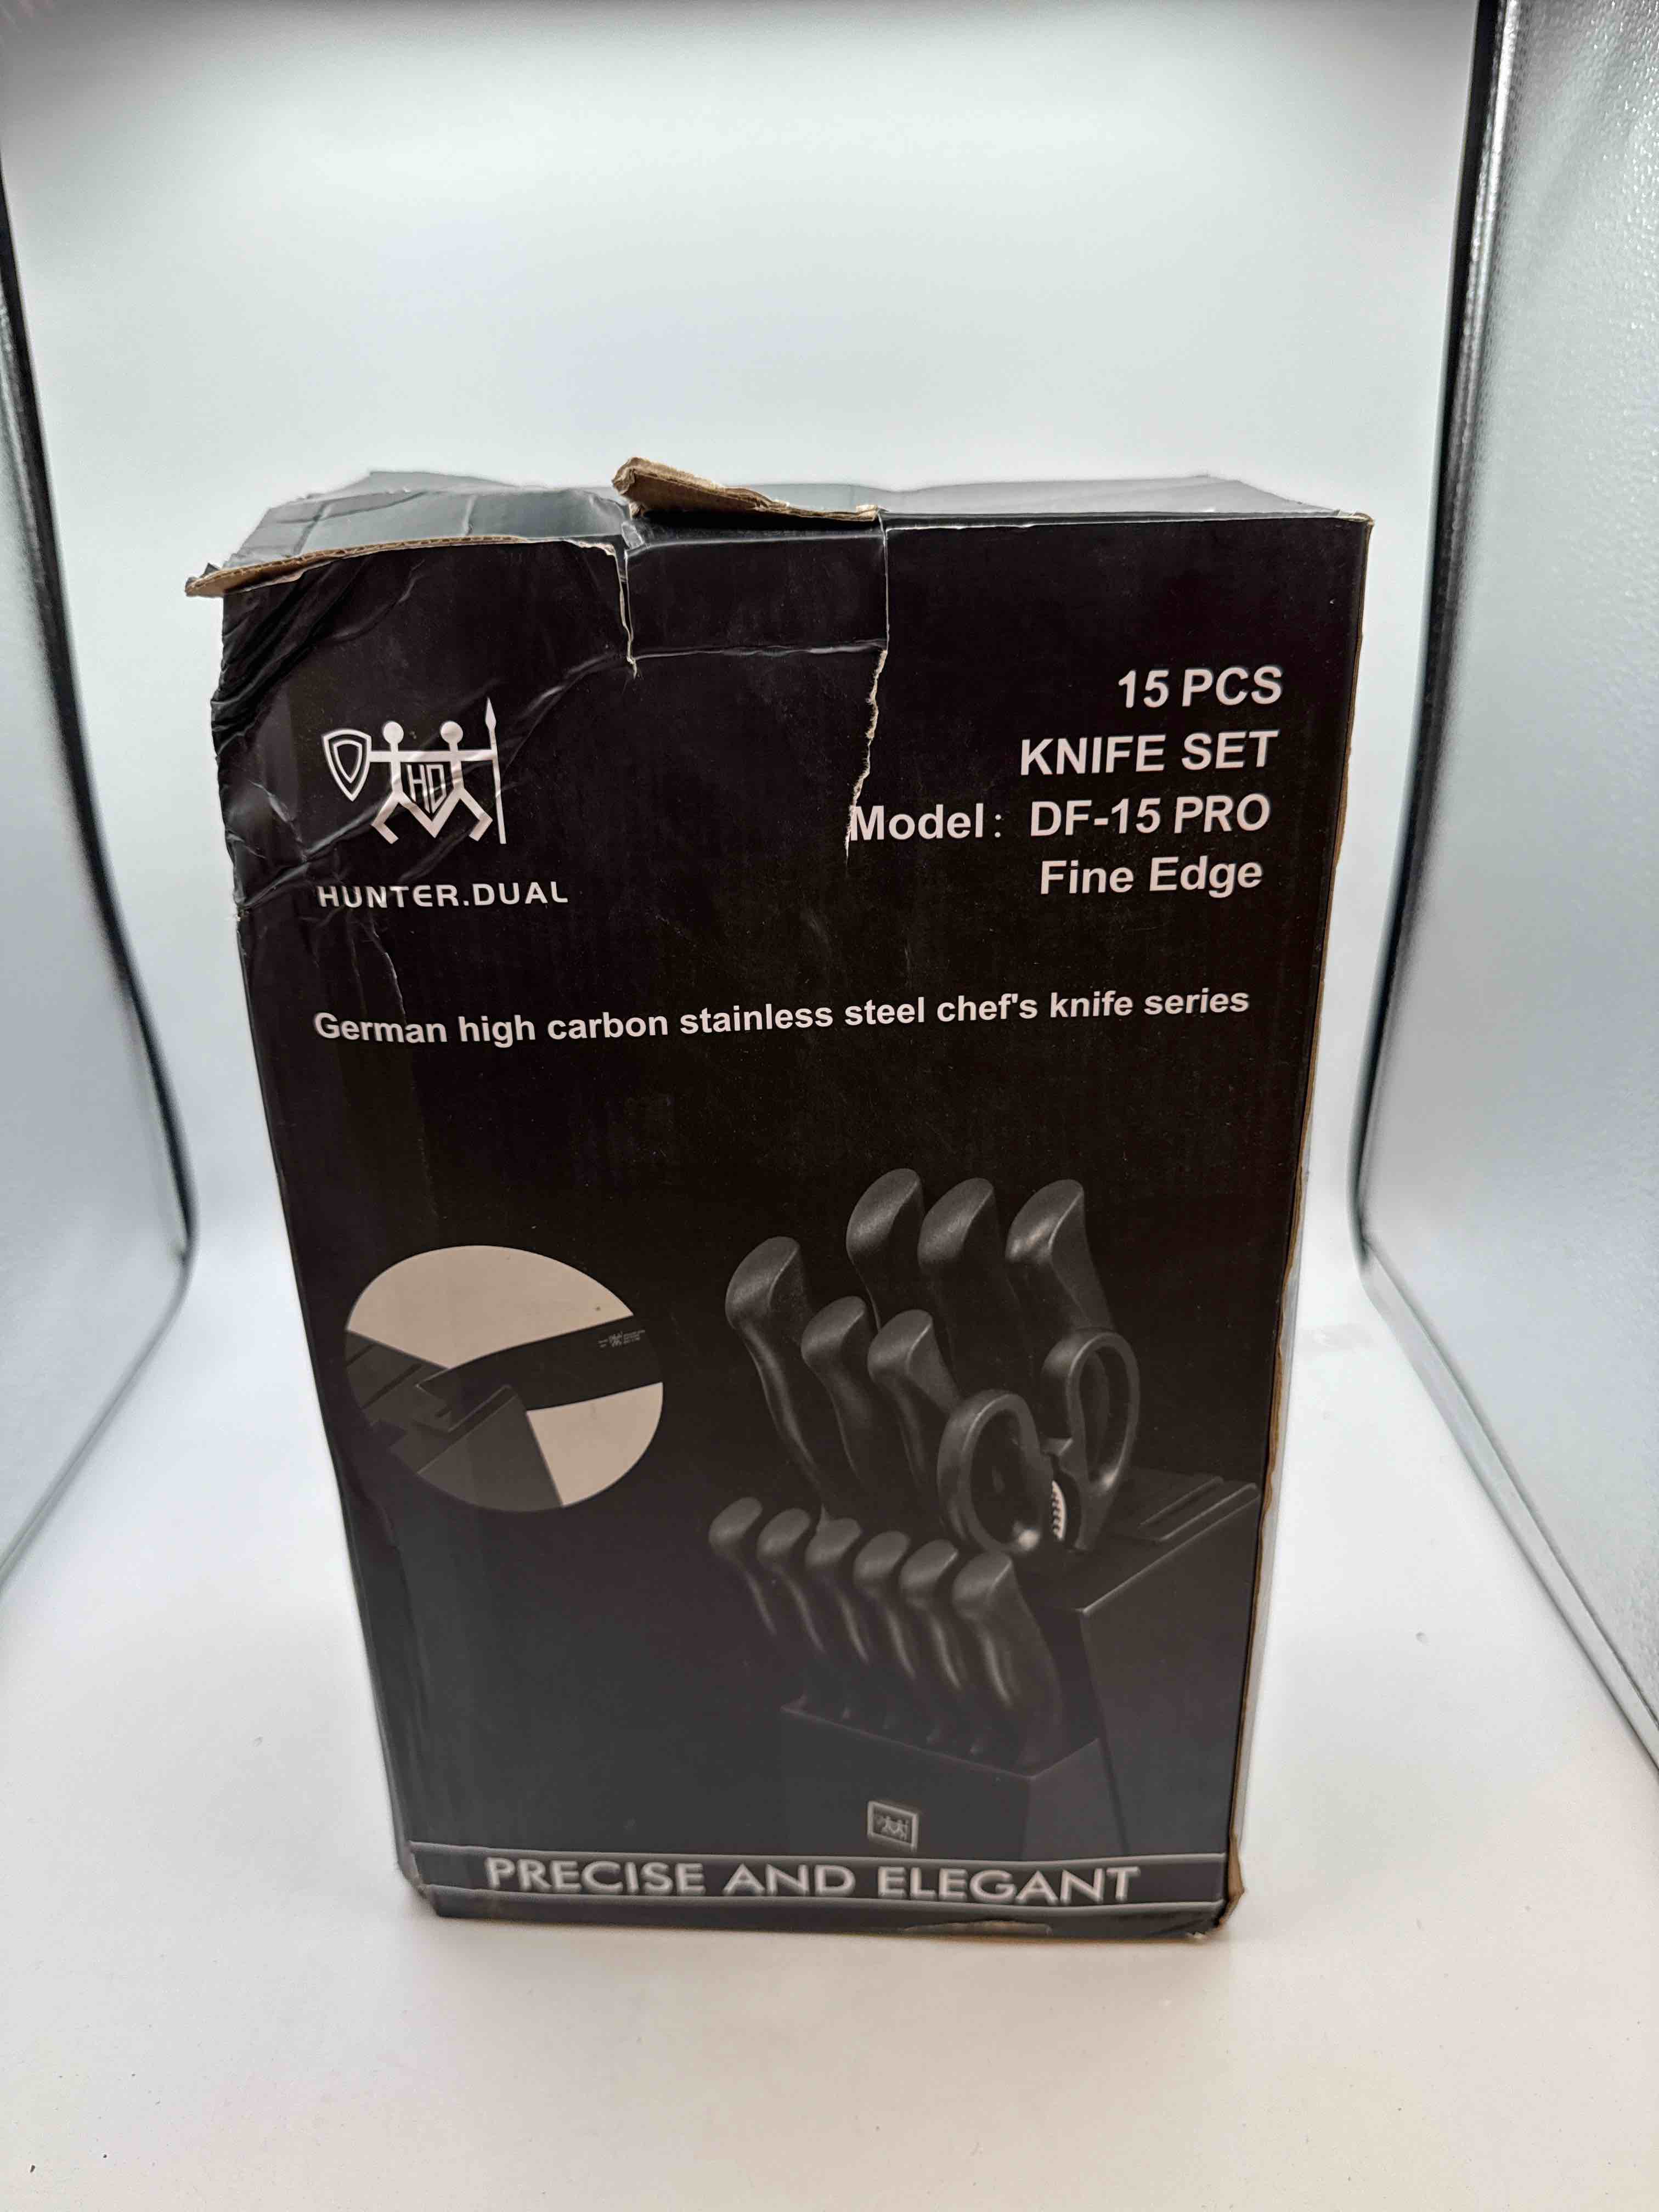 HD
HUNTER.DUAL
15 PCS
KNIFE SET
Model: DF-15 PRO
Fine Edge
German high carbon stainless steel chef's knife series
PRECISE AND ELEGANT